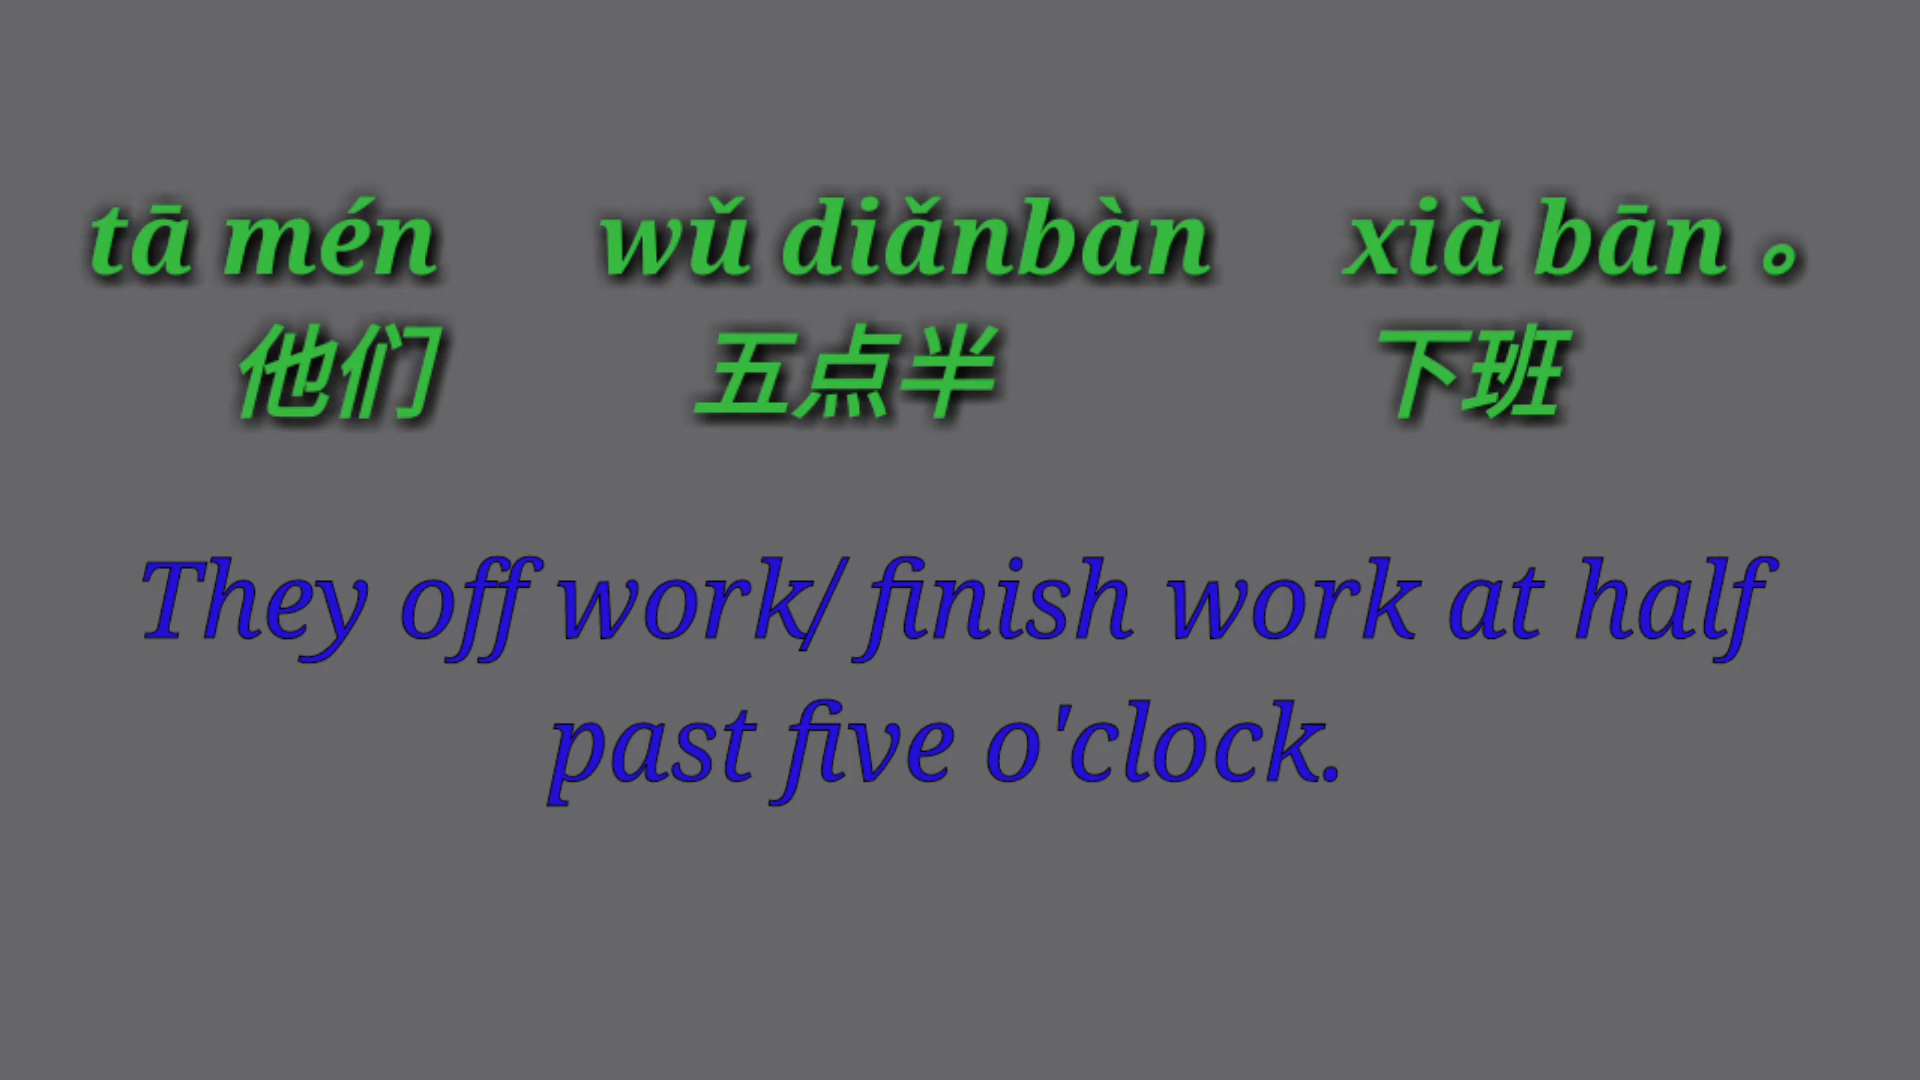 tā mén wǔ diǎnbàn xià bān 。
他们 五点半 下班
They off work/ finish work at half
past five o'clock.